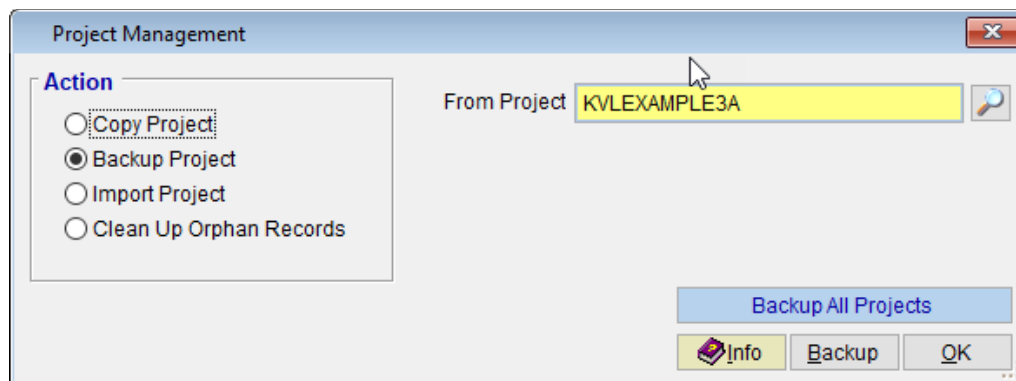 Project Management
Action
Copy Project
Backup Project
Import Project
Clean Up Orphan Records
From Project KVLEXAMPLE3A
Backup All Projects
Info Backup OK